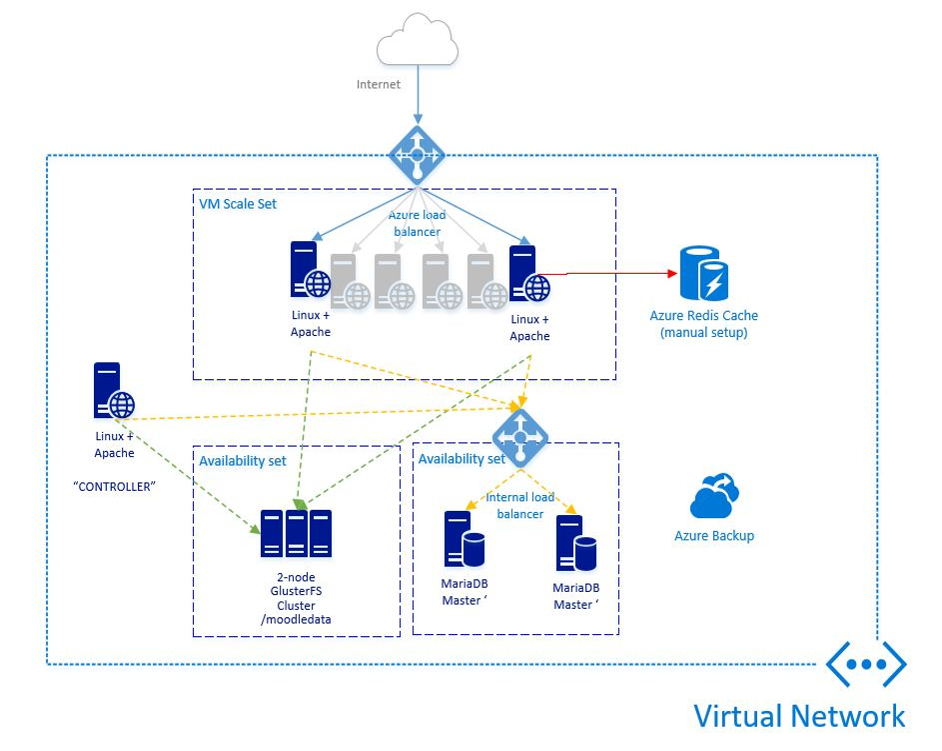 Internet
VM Scale Set
Azure load
balancer
Linux +
Apache
Linux +
Apache
Azure Redis Cache
(manual setup)
Linux +
Apache
“CONTROLLER”
Availability set
2-node
GlusterFS
Cluster
/moodledata
Availability set
Internal load
balancer
MariaDB
Master ‘
MariaDB
Master ‘
Azure Backup
Virtual Network